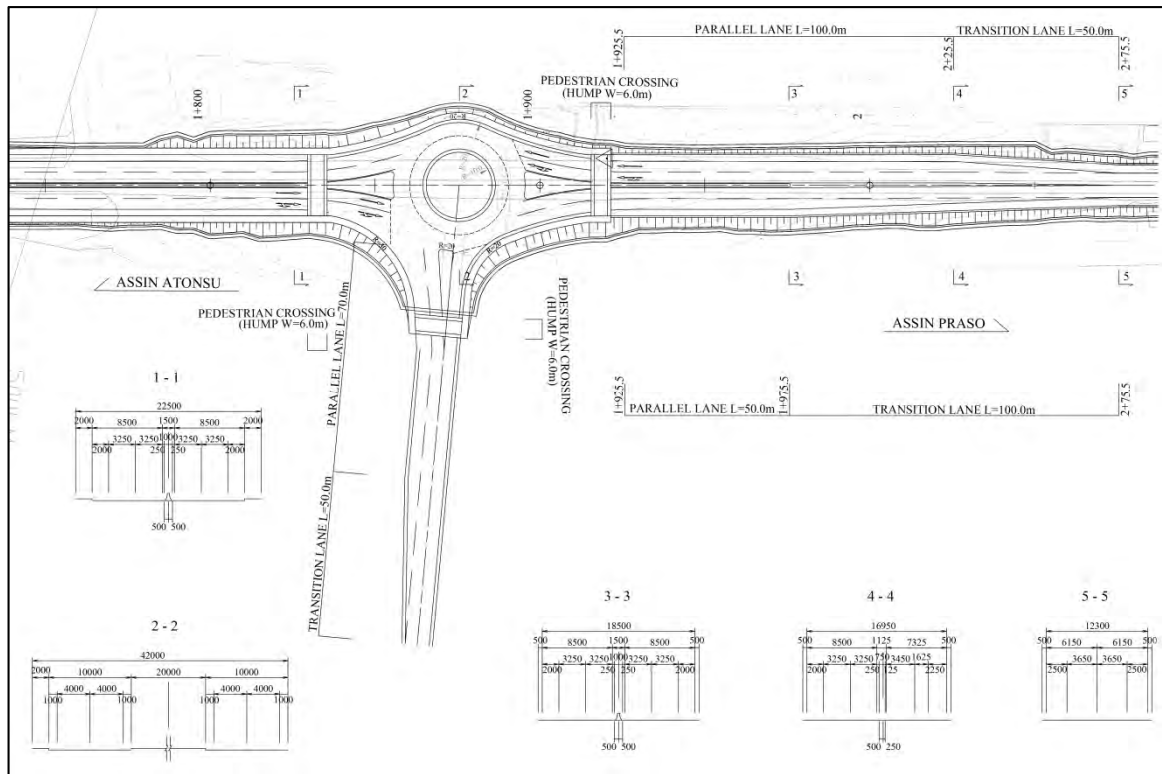 PARALLEL LANE L=100.0m
TRANSITION LANE L=50.0m
1+925.5
2+25.5
2+75.5
PEDESTRIAN CROSSING
(HUMP W=6.0m)
1
2
3
4
5
1+800
1+900
2
R=20
R=20
1
2
3
4
5
ASSIN ATONSU
ASSIN PRASO
PEDESTRIAN CROSSING
(HUMP W=6.0m)
PEDESTRIAN CROSSING
(HUMP W=6.0m)
PARALLEL LANE L=70.0m
TRANSITION LANE L=50.0m
1+925.5
1+975.5
2+75.5
PARALLEL LANE L=50.0m
TRANSITION LANE L=100.0m
1 - 1
22500
2000 8500 1500 8500 2000
1000
3250 3250 3250 3250
2000 250 250 2000
500 500
2 - 2
42000
2000 10000 20000 10000
4000 4000 4000 4000
1000 1000 1000 1000
3 - 3
18500
500 8500 1500 8500 500
3250 3250 1000 3250 3250
2000 250 250 2000
500 500
4 - 4
16950
500 8500 1125 7325 500
3250 3250 750 3450 1625
2000 250 125 2250
500 250
5 - 5
12300
500 6150 6150 500
3650 3650
2500 2500